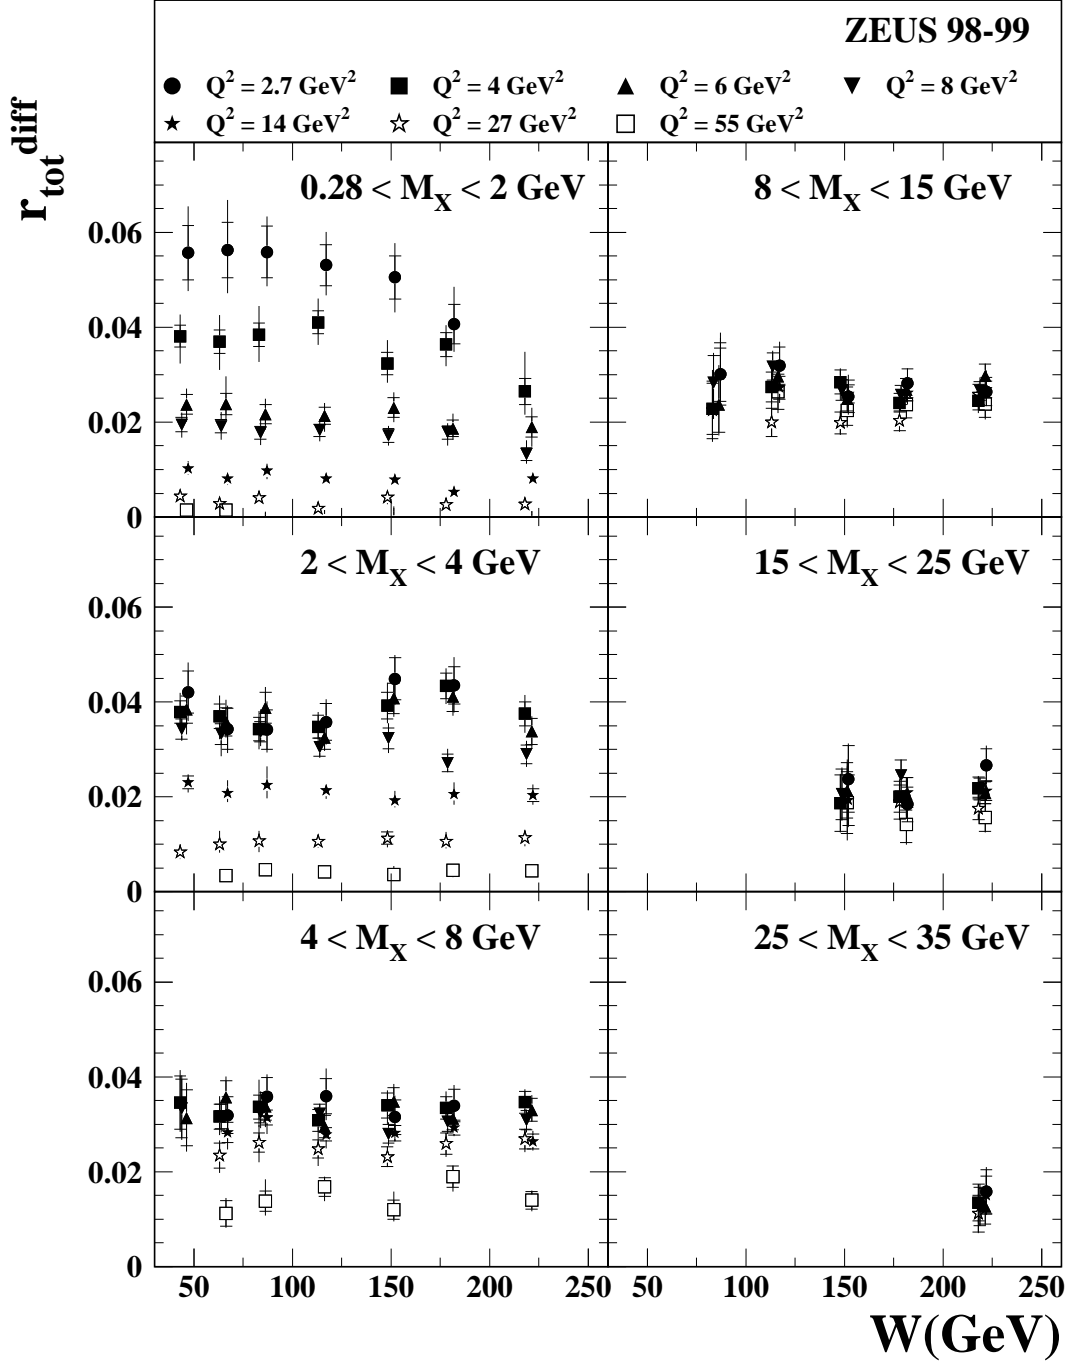 ZEUS 98-99
Q² = 2.7 GeV² Q² = 4 GeV² Q² = 6 GeV² Q² = 8 GeV²
Q² = 14 GeV² Q² = 27 GeV² Q² = 55 GeV²
r_tot^diff
0.28 < M_X < 2 GeV 8 < M_X < 15 GeV
0.06
0.04
0.02
0
2 < M_X < 4 GeV 15 < M_X < 25 GeV
0.06
0.04
0.02
0
4 < M_X < 8 GeV 25 < M_X < 35 GeV
0.06
0.04
0.02
0
50 100 150 200 250 50 100 150 200 250
W(GeV)